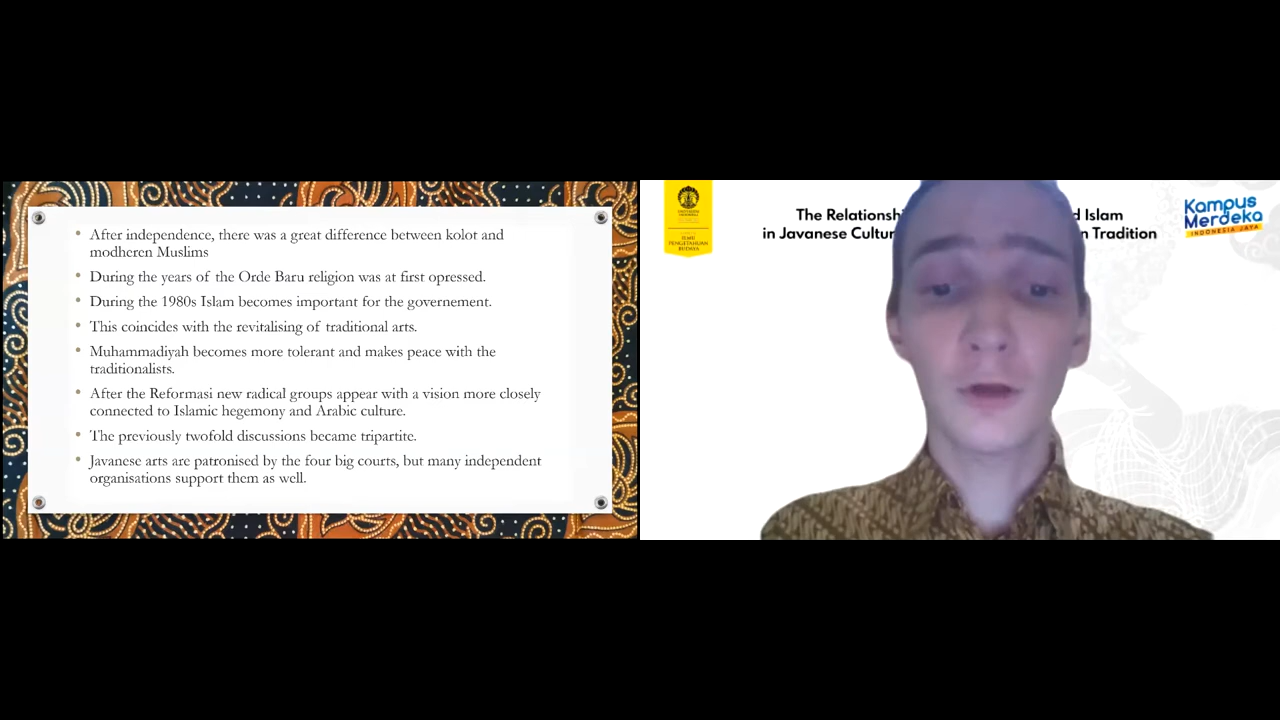 After independence, there was a great difference between kolot and
modheren Muslims
During the years of the Orde Baru religion was at first opressed.
During the 1980s Islam becomes important for the governement.
This coincides with the revitalising of traditional arts.
Muhammadiyah becomes more tolerant and makes peace with the
traditionalists.
After the Reformasi new radical groups appear with a vision more closely
connected to Islamic hegemony and Arabic culture.
The previously twofold discussions became tripartite.
Javanese arts are patronised by the four big courts, but many independent
organisations support them as well.
ILMU
PENGETAHUAN
BUDAYA
The Relationshi d Islam
in Javanese Cultur n Tradition
Kampus
Merdeka
INDONESIA JAYA